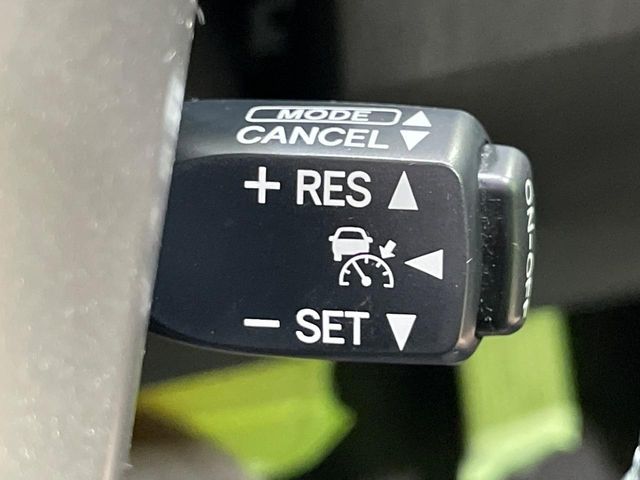 MODE ▲
CANCEL ▼
+ RES ▲
◀
− SET ▼
ON-OFF